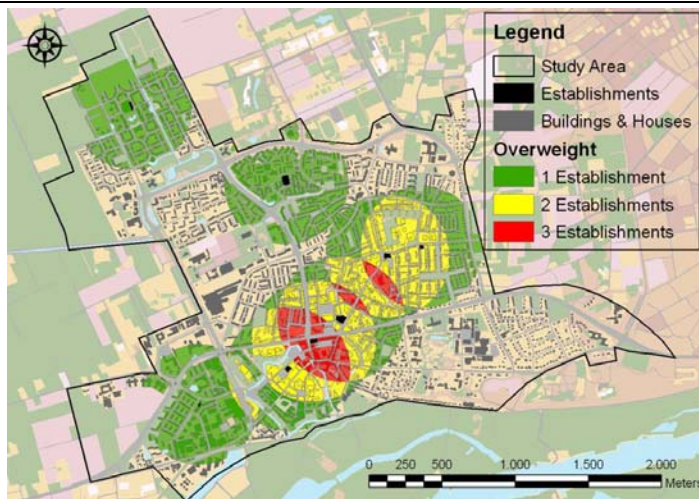 Legend
Study Area
Establishments
Buildings & Houses
Overweight
1 Establishment
2 Establishments
3 Establishments
0 250 500 1.000 1.500 2.000
Meters